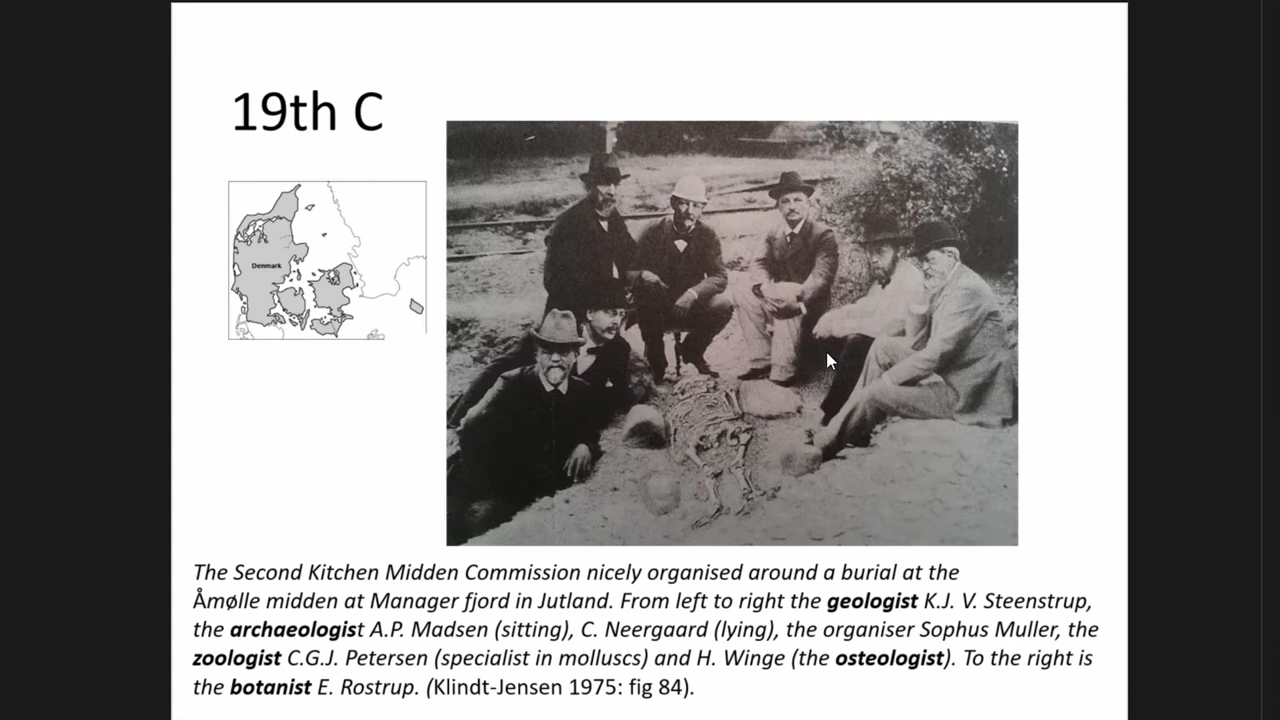 19th C
Denmark
The Second Kitchen Midden Commission nicely organised around a burial at the
Åmølle midden at Manager fjord in Jutland. From left to right the geologist K.J. V. Steenstrup,
the archaeologist A.P. Madsen (sitting), C. Neergaard (lying), the organiser Sophus Muller, the
zoologist C.G.J. Petersen (specialist in molluscs) and H. Winge (the osteologist). To the right is
the botanist E. Rostrup. (Klindt-Jensen 1975: fig 84).